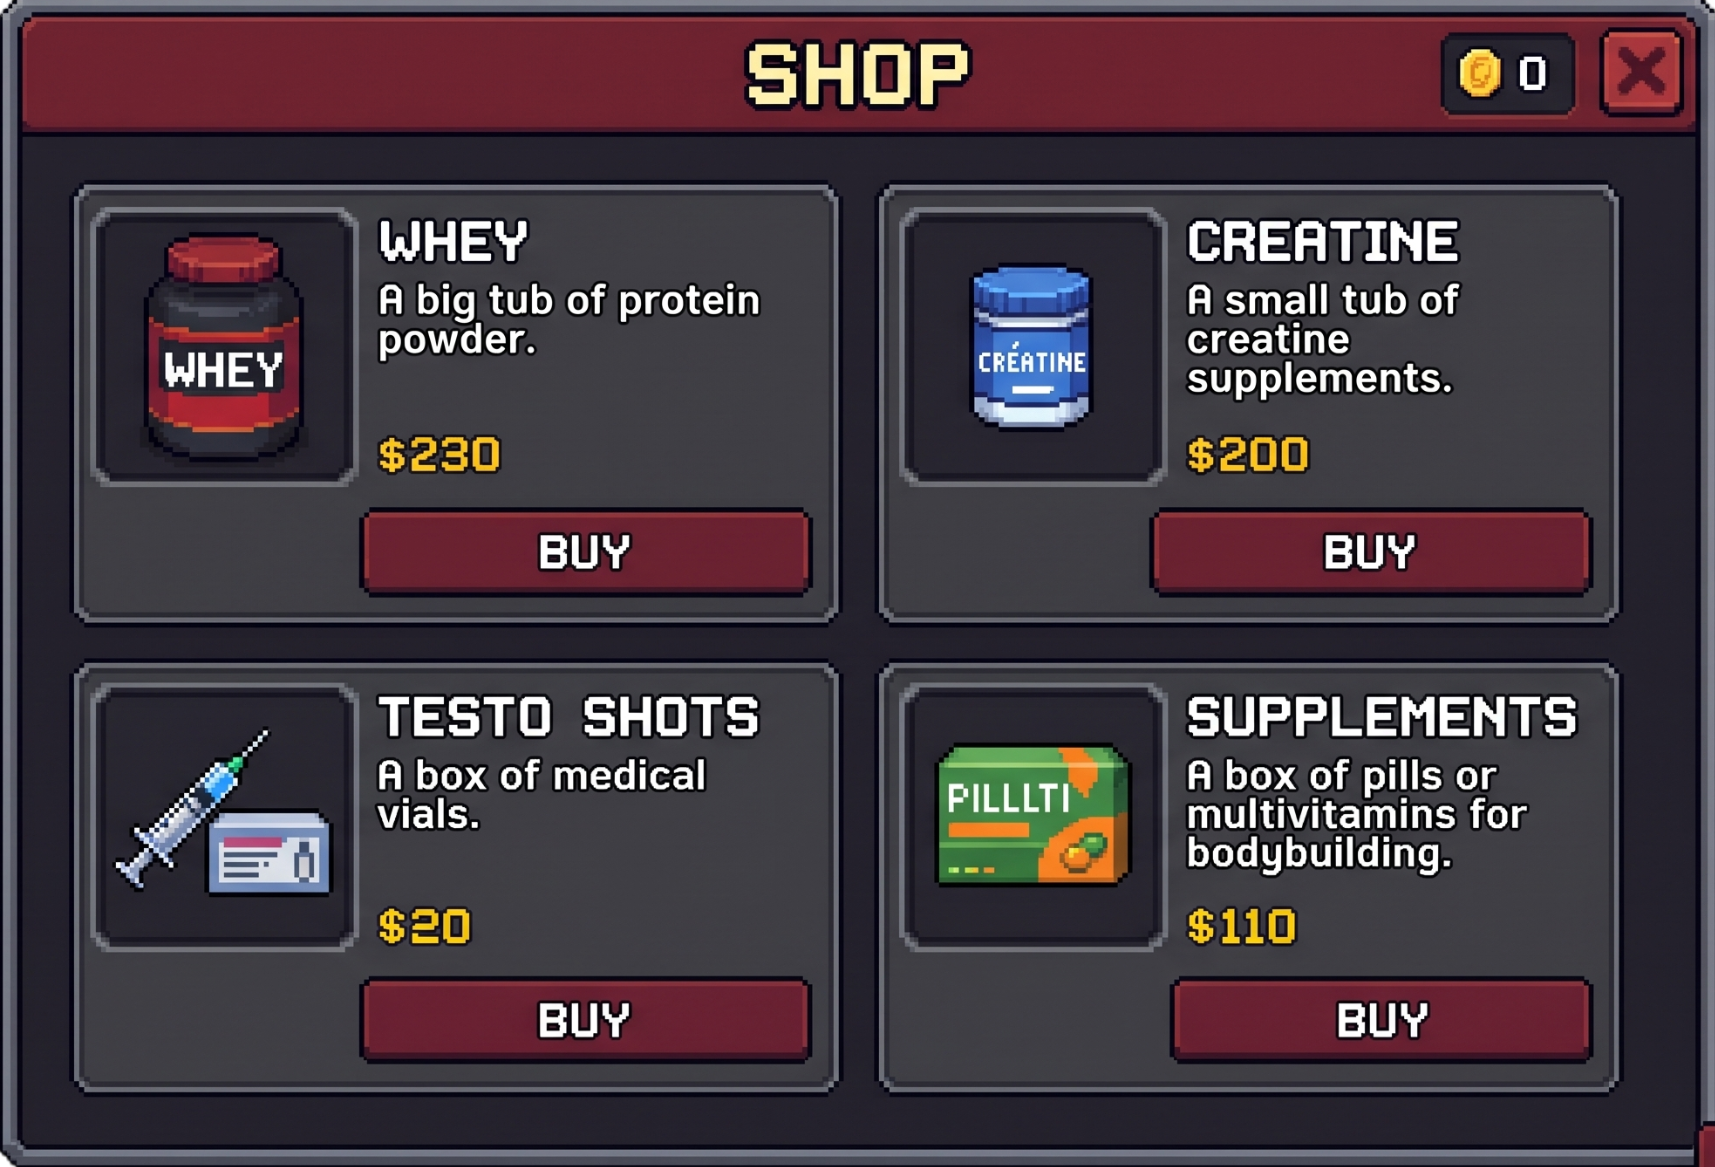 SHOP
0
WHEY
A big tub of protein
powder.
WHEY
$230
BUY
CREATINE
A small tub of
creatine
supplements.
CRÉATINE
$200
BUY
TESTO SHOTS
A box of medical
vials.
$20
BUY
SUPPLEMENTS
A box of pills or
multivitamins for
bodybuilding.
PILLLTI
$110
BUY